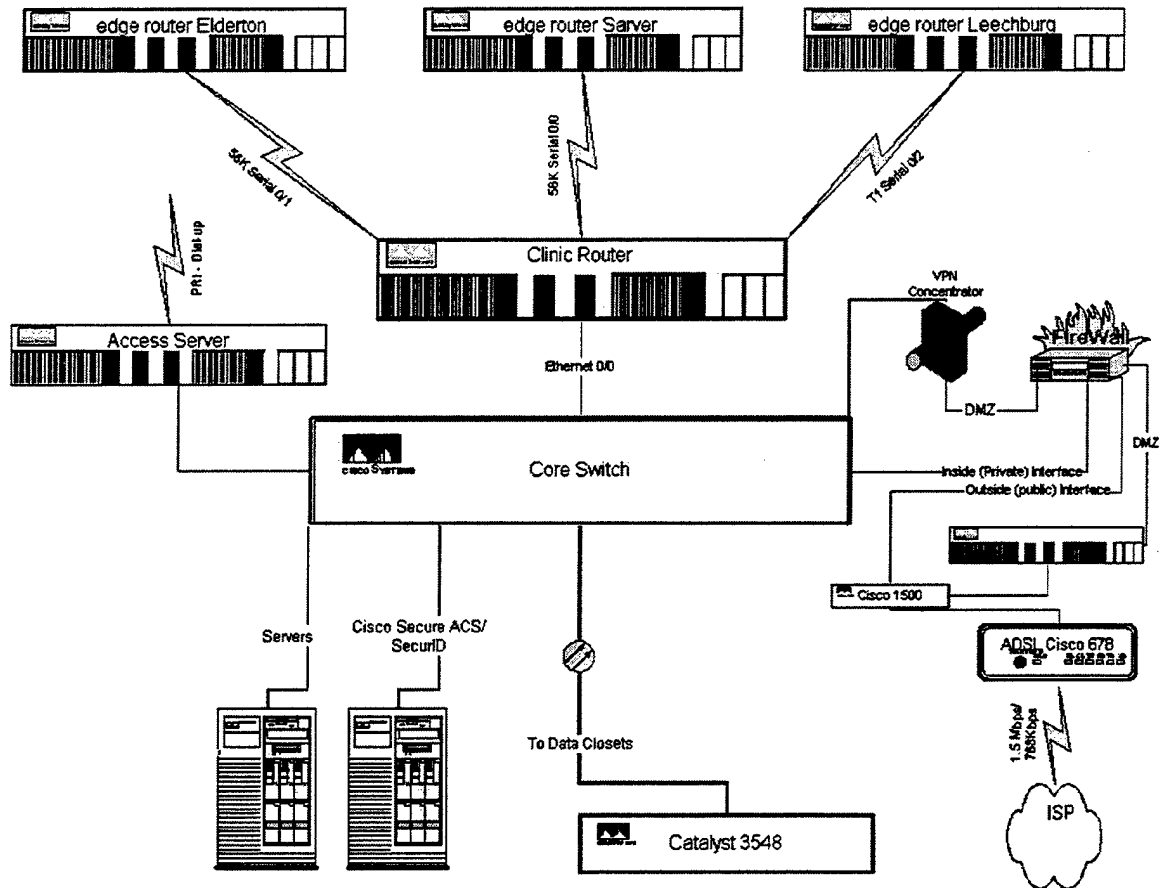 edge router Elderton
edge router Sarver
edge router Leechburg
56K Serial 0/1
56K Serial 0/0
T1 Serial 0/2
PRI - Dial-up
Clinic Router
VPN
Concentrator
FireWall
Access Server
Ethernet 0/0
DMZ
DMZ
CISCO SYSTEMS
Core Switch
Inside (Private) Interface
Outside (public) Interface
Cisco 1500
Servers
Cisco Secure ACS/
SecurID
ADSL Cisco 678
To Data Closets
1.5 Mbps/
768Kbps
ISP
Catalyst 3548